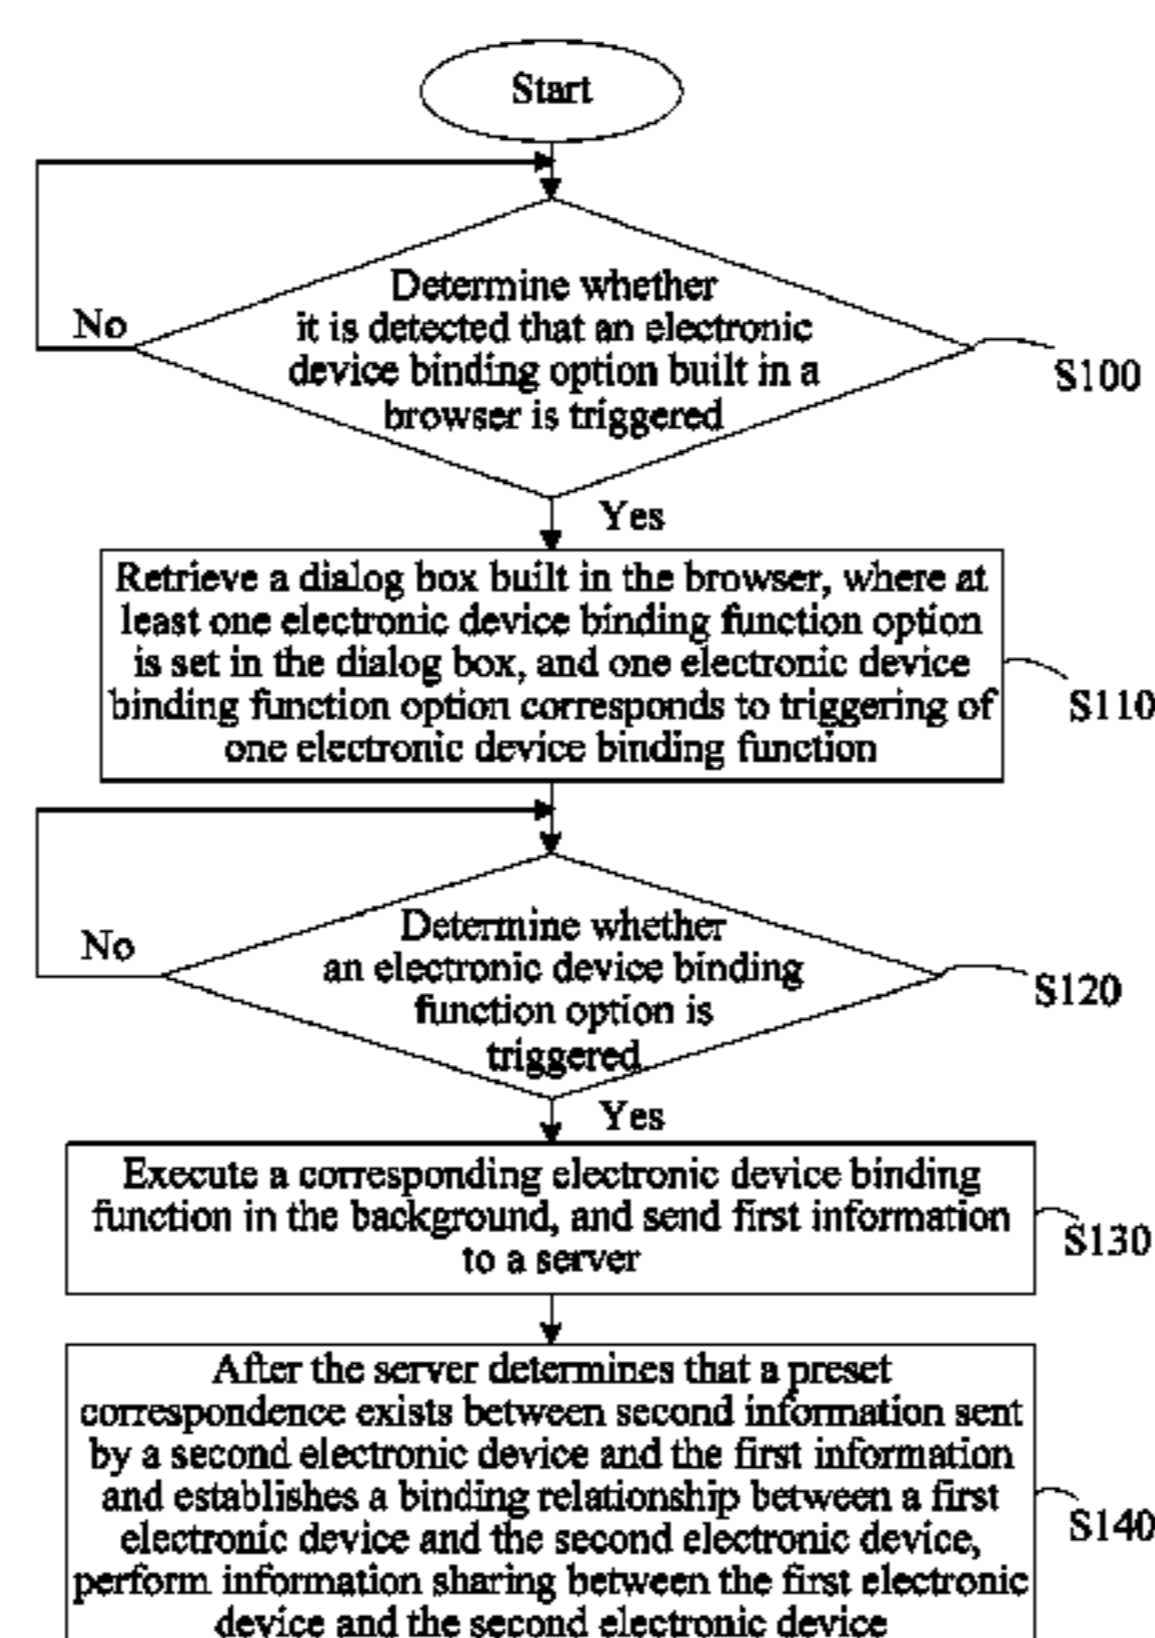 Start
Determine whether
it is detected that an electronic
device binding option built in a
browser is triggered
No
S100
Yes
Retrieve a dialog box built in the browser, where at
least one electronic device binding function option
is set in the dialog box, and one electronic device
binding function option corresponds to triggering of
one electronic device binding function
S110
Determine whether
an electronic device binding
function option is
triggered
No
S120
Yes
Execute a corresponding electronic device binding
function in the background, and send first information
to a server
S130
After the server determines that a preset
correspondence exists between second information sent
by a second electronic device and the first information
and establishes a binding relationship between a first
electronic device and the second electronic device,
perform information sharing between the first electronic
device and the second electronic device
S140